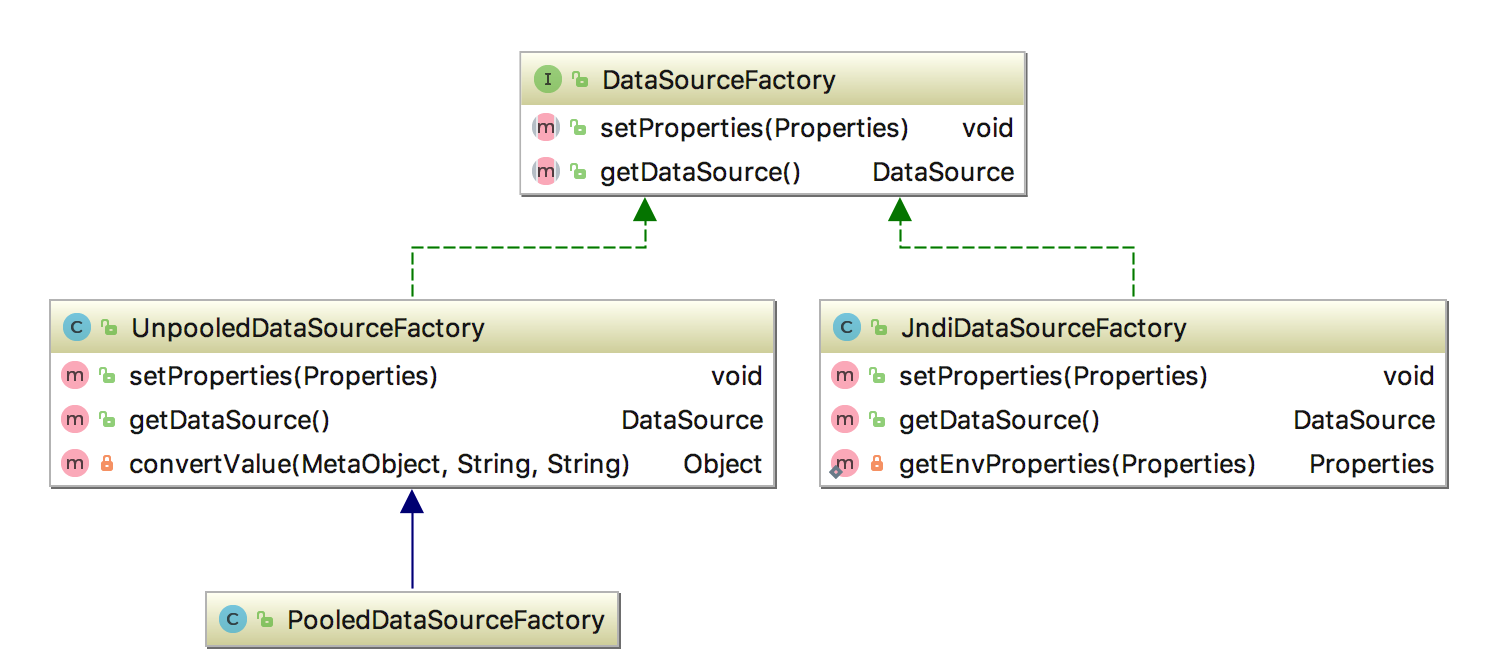 I DataSourceFactory
m setProperties(Properties) void
m getDataSource() DataSource
C UnpooledDataSourceFactory
m setProperties(Properties) void
m getDataSource() DataSource
m convertValue(MetaObject, String, String) Object
C JndiDataSourceFactory
m setProperties(Properties) void
m getDataSource() DataSource
m getEnvProperties(Properties) Properties
C PooledDataSourceFactory